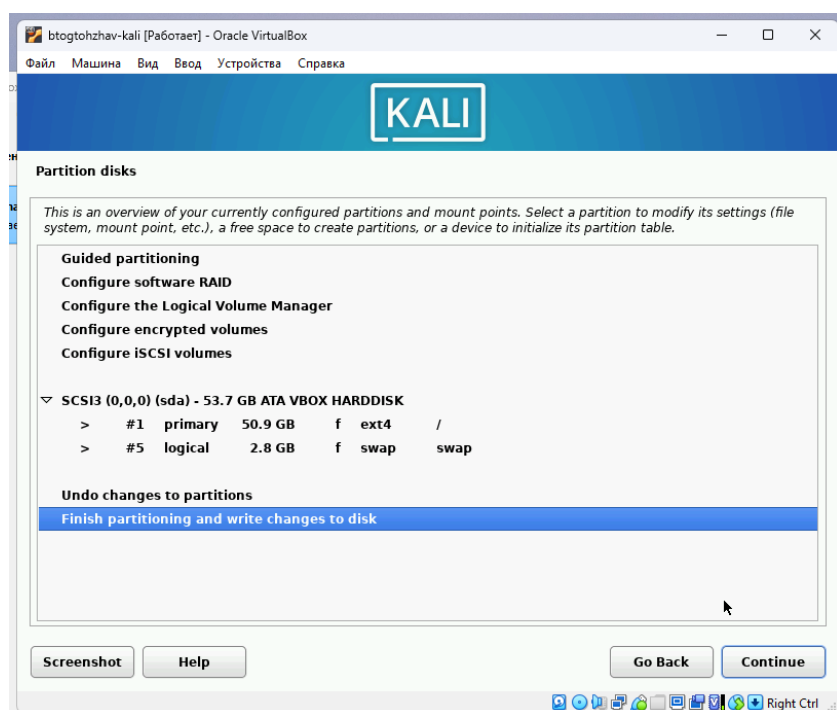 btogtohzhav-kali [Работает] - Oracle VirtualBox
Файл Машина Вид Ввод Устройства Справка
KALI
Partition disks
This is an overview of your currently configured partitions and mount points. Select a partition to modify its settings (file
system, mount point, etc.), a free space to create partitions, or a device to initialize its partition table.
Guided partitioning
Configure software RAID
Configure the Logical Volume Manager
Configure encrypted volumes
Configure iSCSI volumes
SCSI3 (0,0,0) (sda) - 53.7 GB ATA VBOX HARDDISK
> #1 primary 50.9 GB f ext4 /
> #5 logical 2.8 GB f swap swap
Undo changes to partitions
Finish partitioning and write changes to disk
Screenshot Help Go Back Continue
Right Ctrl